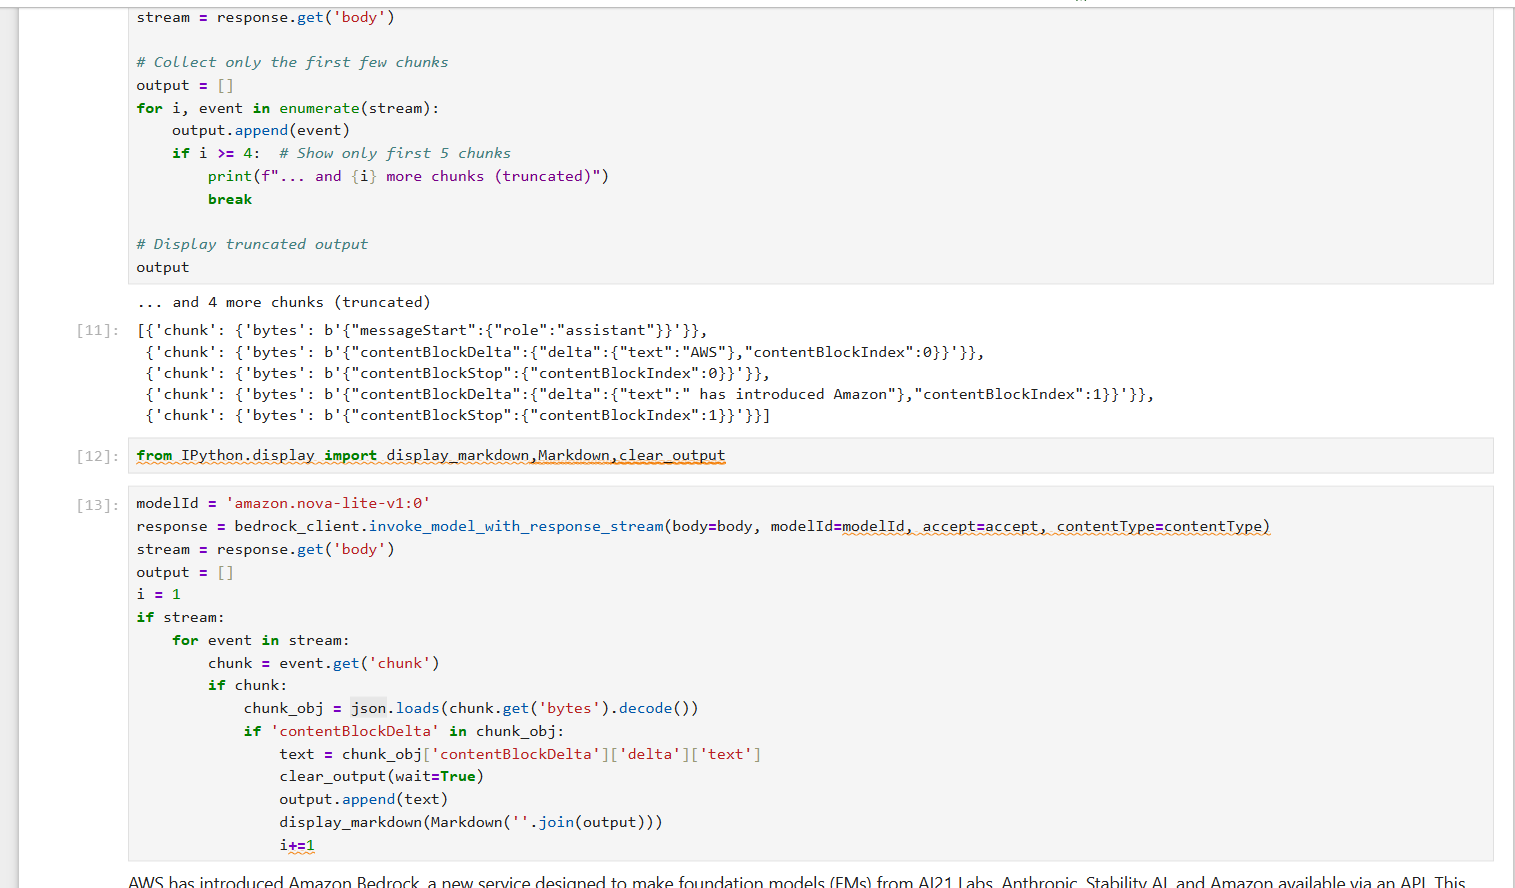 stream = response.get('body')
# Collect only the first few chunks
output = []
for i, event in enumerate(stream):
    output.append(event)
    if i >= 4:  # Show only first 5 chunks
        print(f"... and {i} more chunks (truncated)")
        break
# Display truncated output
output
... and 4 more chunks (truncated)
[11]: [{'chunk': {'bytes': b'{"messageStart":{"role":"assistant"}}'}},
 {'chunk': {'bytes': b'{"contentBlockDelta":{"delta":{"text":"AWS"},"contentBlockIndex":0}}'}},
 {'chunk': {'bytes': b'{"contentBlockStop":{"contentBlockIndex":0}}'}},
 {'chunk': {'bytes': b'{"contentBlockDelta":{"delta":{"text":" has introduced Amazon"},"contentBlockIndex":1}}'}},
 {'chunk': {'bytes': b'{"contentBlockStop":{"contentBlockIndex":1}}'}}]
[12]: from IPython.display import display_markdown,Markdown,clear_output
[13]: modelId = 'amazon.nova-lite-v1:0'
response = bedrock_client.invoke_model_with_response_stream(body=body, modelId=modelId, accept=accept, contentType=contentType)
stream = response.get('body')
output = []
i = 1
if stream:
    for event in stream:
        chunk = event.get('chunk')
        if chunk:
            chunk_obj = json.loads(chunk.get('bytes').decode())
            if 'contentBlockDelta' in chunk_obj:
                text = chunk_obj['contentBlockDelta']['delta']['text']
                clear_output(wait=True)
                output.append(text)
                display_markdown(Markdown(''.join(output)))
                i+=1
AWS has introduced Amazon Bedrock, a new service designed to make foundation models (FMs) from AI21 Labs, Anthropic, Stability AI, and Amazon available via an API. This